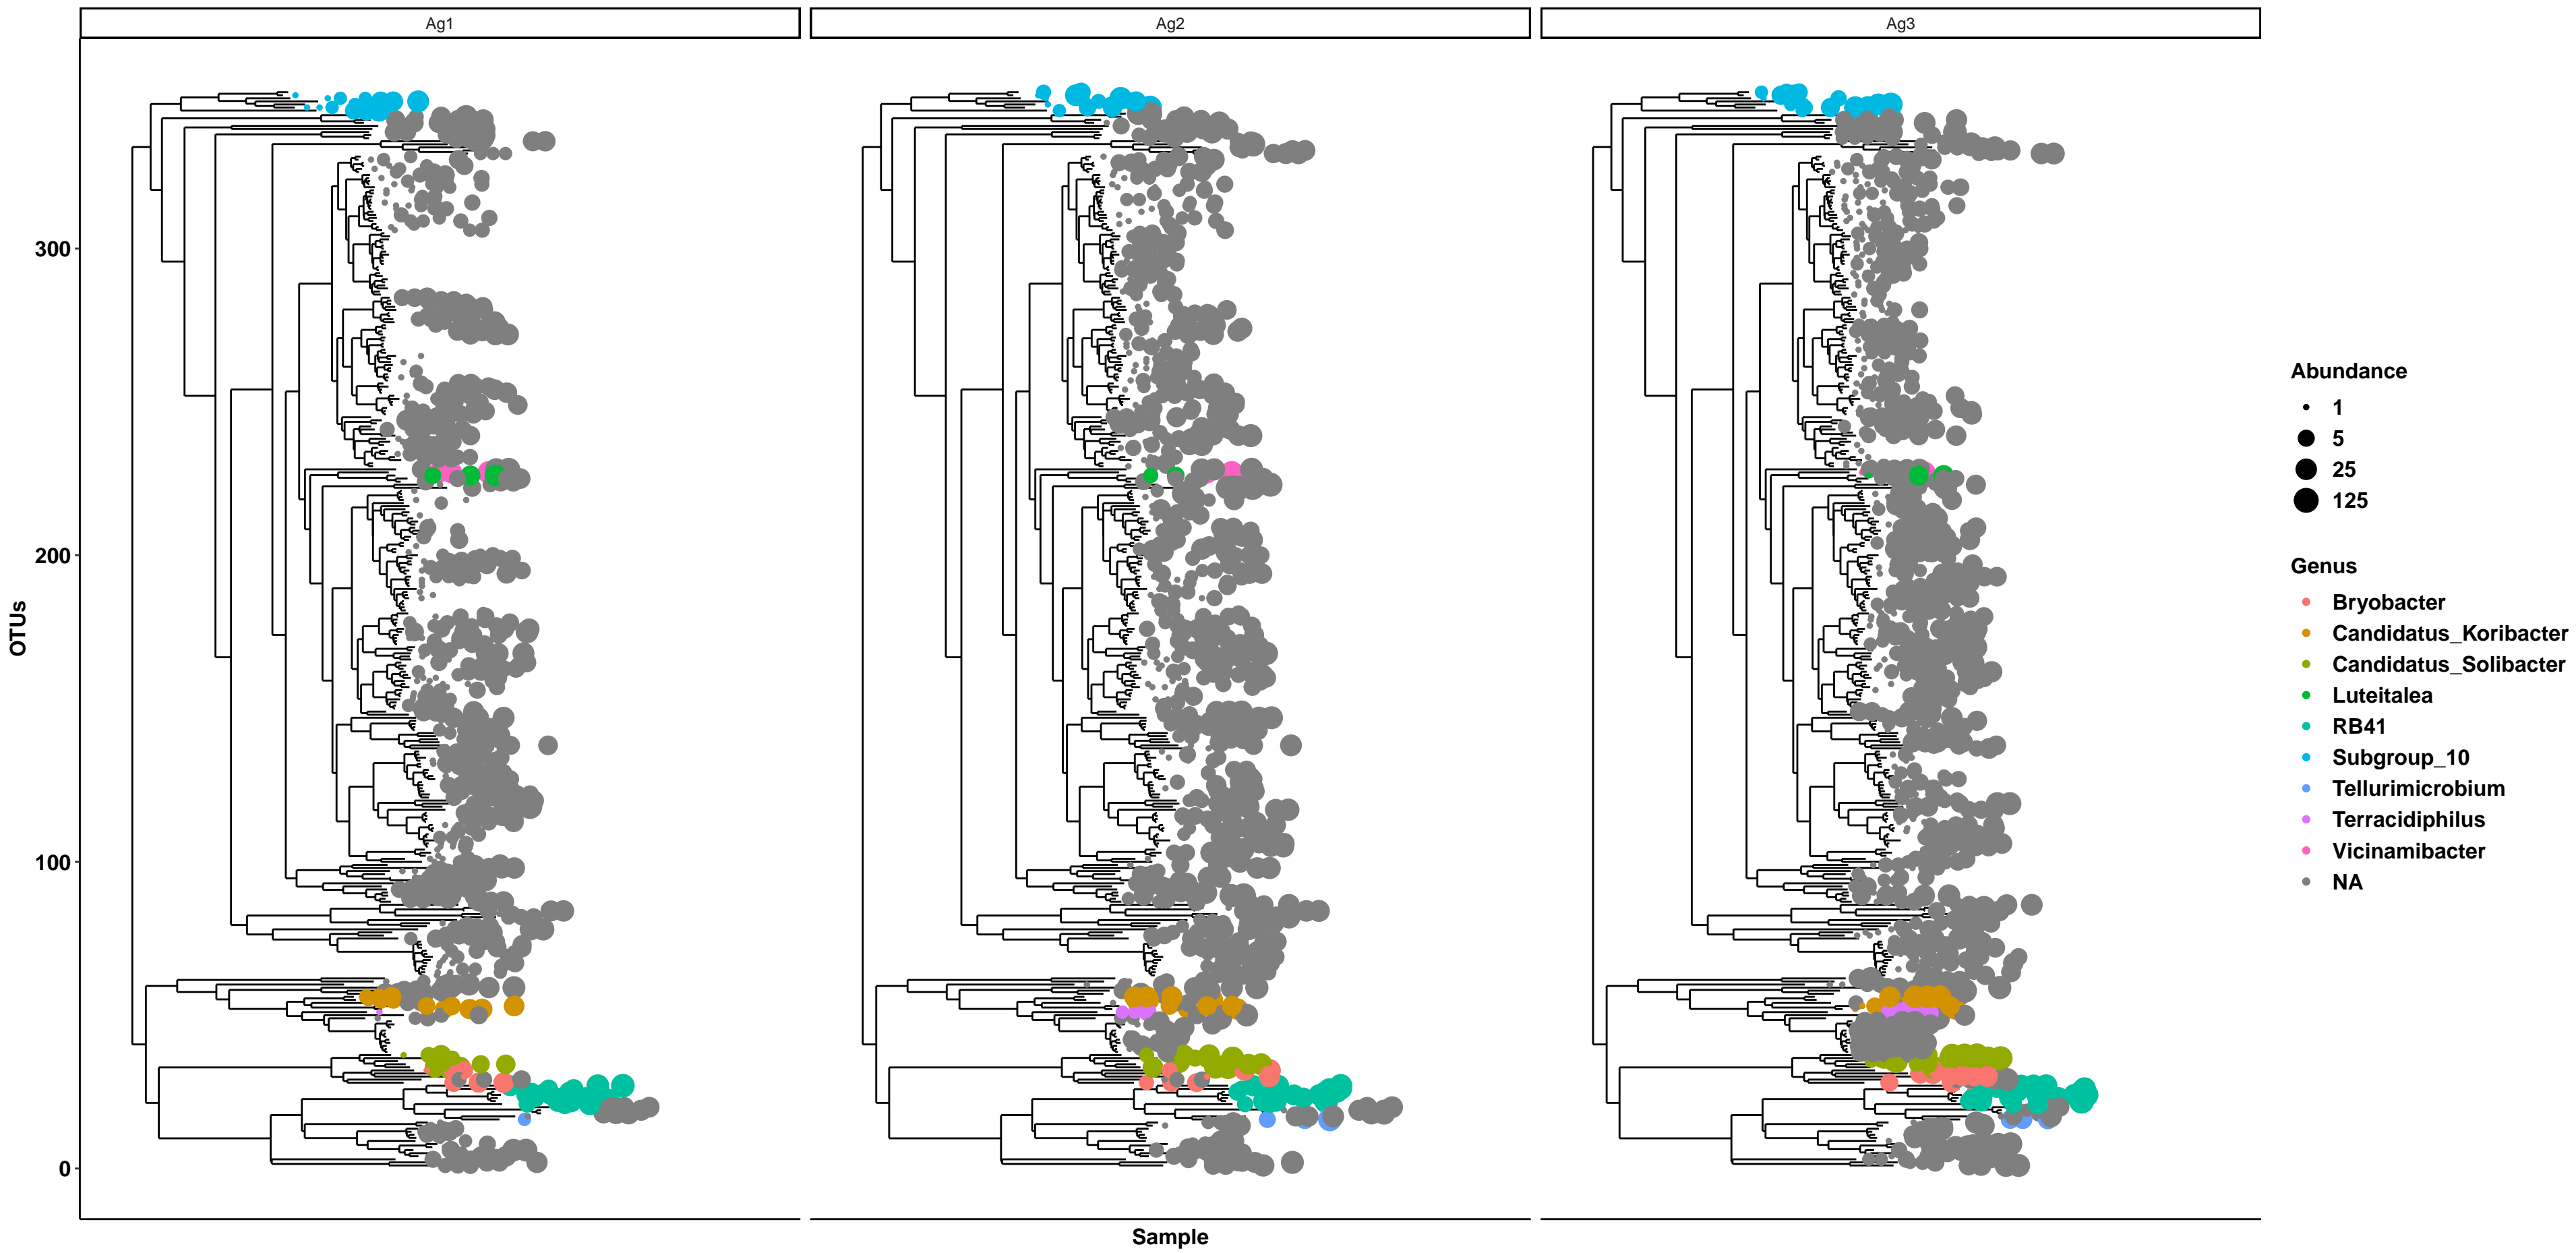 Ag1
Ag2
Ag3
OTUs
300
200
100
0
Sample
Abundance
1
5
25
125
Genus
Bryobacter
Candidatus_Koribacter
Candidatus_Solibacter
Luteitalea
RB41
Subgroup_10
Tellurimicrobium
Terracidiphilus
Vicinamibacter
NA